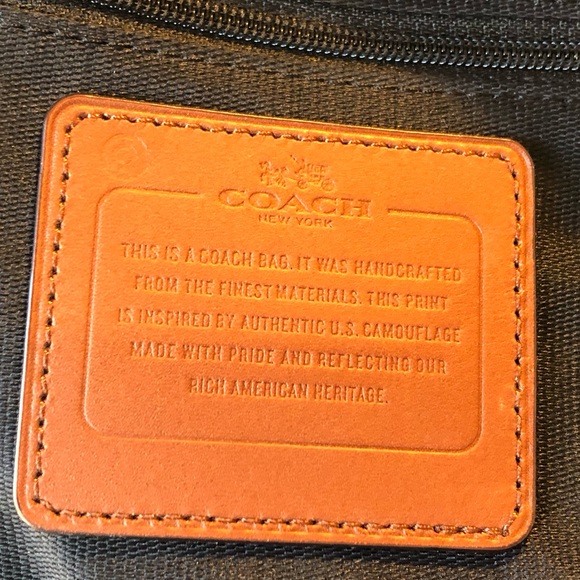 COACH
NEW YORK
THIS IS A COACH BAG. IT WAS HANDCRAFTED
FROM THE FINEST MATERIALS. THIS PRINT
IS INSPIRED BY AUTHENTIC U.S. CAMOUFLAGE
MADE WITH PRIDE AND REFLECTING OUR
RICH AMERICAN HERITAGE.